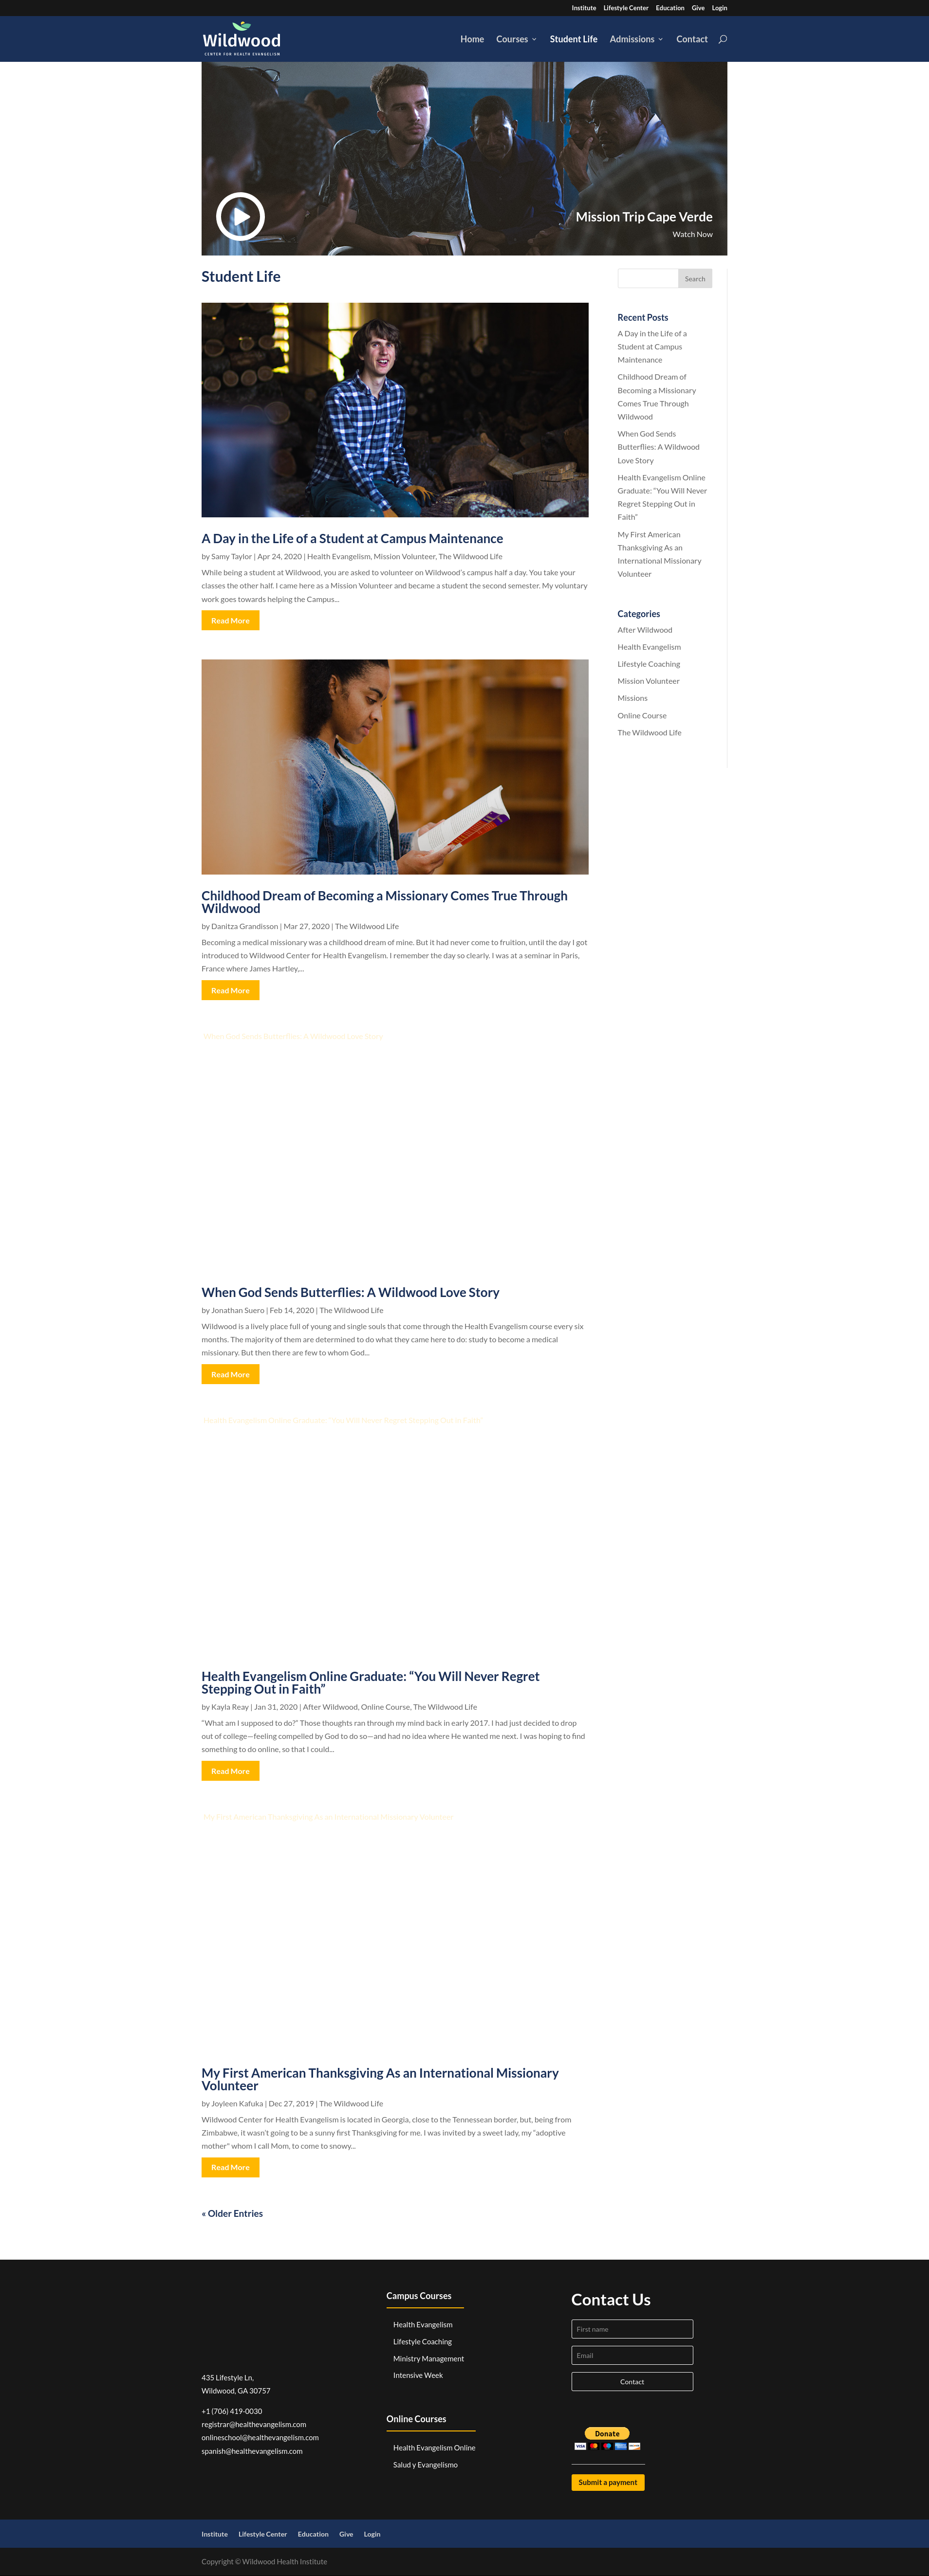 Institute Lifestyle Center Education Give Login
Wildwood
CENTER FOR HEALTH EVANGELISM
Home Courses Student Life Admissions Contact
Mission Trip Cape Verde
Watch Now
Student Life
A Day in the Life of a Student at Campus Maintenance
by Samy Taylor | Apr 24, 2020 | Health Evangelism, Mission Volunteer, The Wildwood Life
While being a student at Wildwood, you are asked to volunteer on Wildwood's campus half a day. You take your
classes the other half. I came here as a Mission Volunteer and became a student the second semester. My voluntary
work goes towards helping the Campus...
Read More
Childhood Dream of Becoming a Missionary Comes True Through
Wildwood
by Danitza Grandisson | Mar 27, 2020 | The Wildwood Life
Becoming a medical missionary was a childhood dream of mine. But it had never come to fruition, until the day I got
introduced to Wildwood Center for Health Evangelism. I remember the day so clearly. I was at a seminar in Paris,
France where James Hartley,...
Read More
When God Sends Butterflies: A Wildwood Love Story
When God Sends Butterflies: A Wildwood Love Story
by Jonathan Suero | Feb 14, 2020 | The Wildwood Life
Wildwood is a lively place full of young and single souls that come through the Health Evangelism course every six
months. The majority of them are determined to do what they came here to do: study to become a medical
missionary. But then there are few to whom God...
Read More
Health Evangelism Online Graduate: “You Will Never Regret Stepping Out in Faith”
Health Evangelism Online Graduate: “You Will Never Regret
Stepping Out in Faith”
by Kayla Reay | Jan 31, 2020 | After Wildwood, Online Course, The Wildwood Life
“What am I supposed to do?” Those thoughts ran through my mind back in early 2017. I had just decided to drop
out of college—feeling compelled by God to do so—and had no idea where He wanted me next. I was hoping to find
something to do online, so that I could...
Read More
My First American Thanksgiving As an International Missionary Volunteer
My First American Thanksgiving As an International Missionary
Volunteer
by Joyleen Kafuka | Dec 27, 2019 | The Wildwood Life
Wildwood Center for Health Evangelism is located in Georgia, close to the Tennessean border, but, being from
Zimbabwe, it wasn't going to be a sunny first Thanksgiving for me. I was invited by a sweet lady, my “adoptive
mother” whom I call Mom, to come to snowy...
Read More
« Older Entries
Search
Recent Posts
A Day in the Life of a
Student at Campus
Maintenance
Childhood Dream of
Becoming a Missionary
Comes True Through
Wildwood
When God Sends
Butterflies: A Wildwood
Love Story
Health Evangelism Online
Graduate: “You Will Never
Regret Stepping Out in
Faith”
My First American
Thanksgiving As an
International Missionary
Volunteer
Categories
After Wildwood
Health Evangelism
Lifestyle Coaching
Mission Volunteer
Missions
Online Course
The Wildwood Life
435 Lifestyle Ln,
Wildwood, GA 30757
+1 (706) 419-0030
registrar@healthevangelism.com
onlineschool@healthevangelism.com
spanish@healthevangelism.com
Campus Courses
Health Evangelism
Lifestyle Coaching
Ministry Management
Intensive Week
Online Courses
Health Evangelism Online
Salud y Evangelismo
Contact Us
First name
Email
Contact
Donate
VISA
Submit a payment
Institute Lifestyle Center Education Give Login
Copyright © Wildwood Health Institute